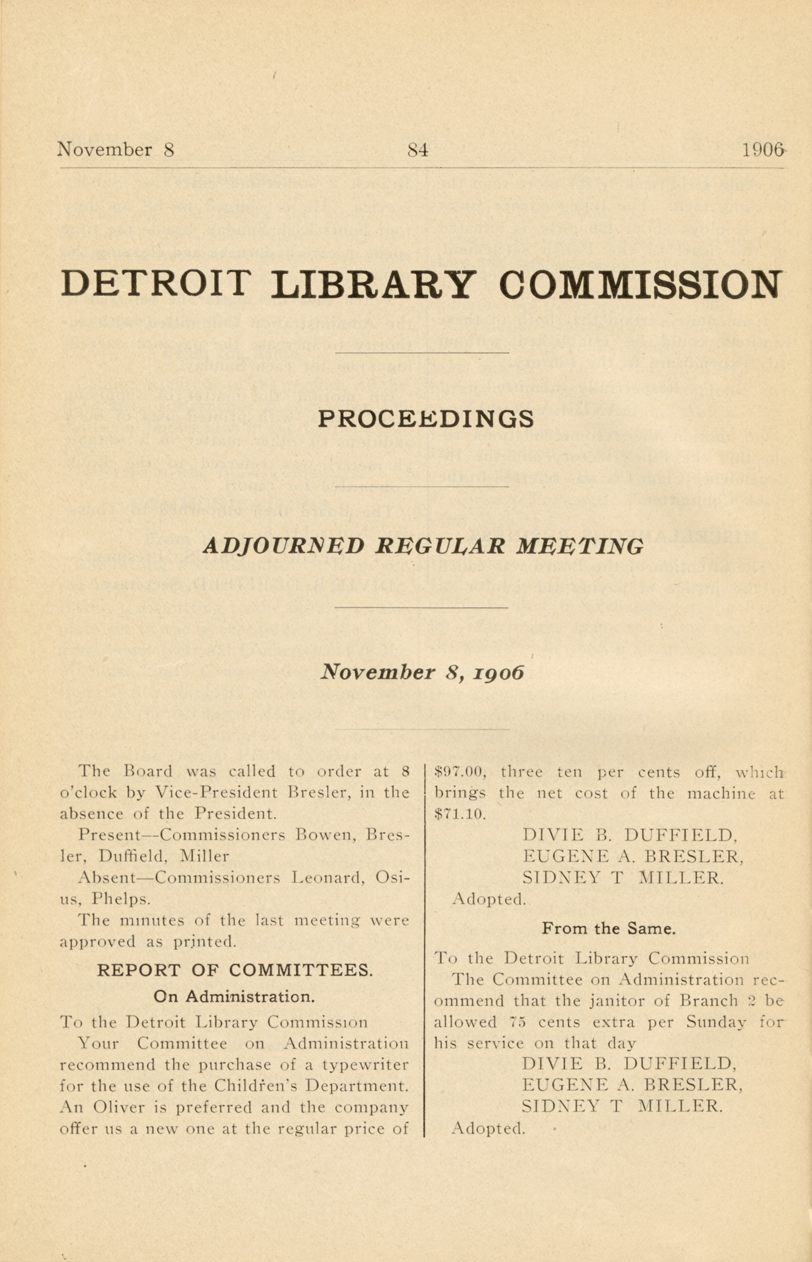 November 8 84 1906
DETROIT LIBRARY COMMISSION
PROCEEDINGS
ADJOURNED REGULAR MEETING
November 8, 1906
The Board was called to order at 8
o'clock by Vice-President Bresler, in the
absence of the President.
Present—Commissioners Bowen, Bres-
ler, Duffield, Miller
Absent—Commissioners Leonard, Osi-
us, Phelps.
The minutes of the last meeting were
approved as printed.
REPORT OF COMMITTEES.
On Administration.
To the Detroit Library Commission
Your Committee on Administration
recommend the purchase of a typewriter
for the use of the Children's Department.
An Oliver is preferred and the company
offer us a new one at the regular price of
$97.00, three ten per cents off, which
brings the net cost of the machine at
$71.10.
DIVIE B. DUFFIELD,
EUGENE A. BRESLER,
SIDNEY T MILLER.
Adopted.
From the Same.
To the Detroit Library Commission
The Committee on Administration rec-
ommend that the janitor of Branch 2 be
allowed 75 cents extra per Sunday for
his service on that day
DIVIE B. DUFFIELD,
EUGENE A. BRESLER,
SIDNEY T MILLER.
Adopted.